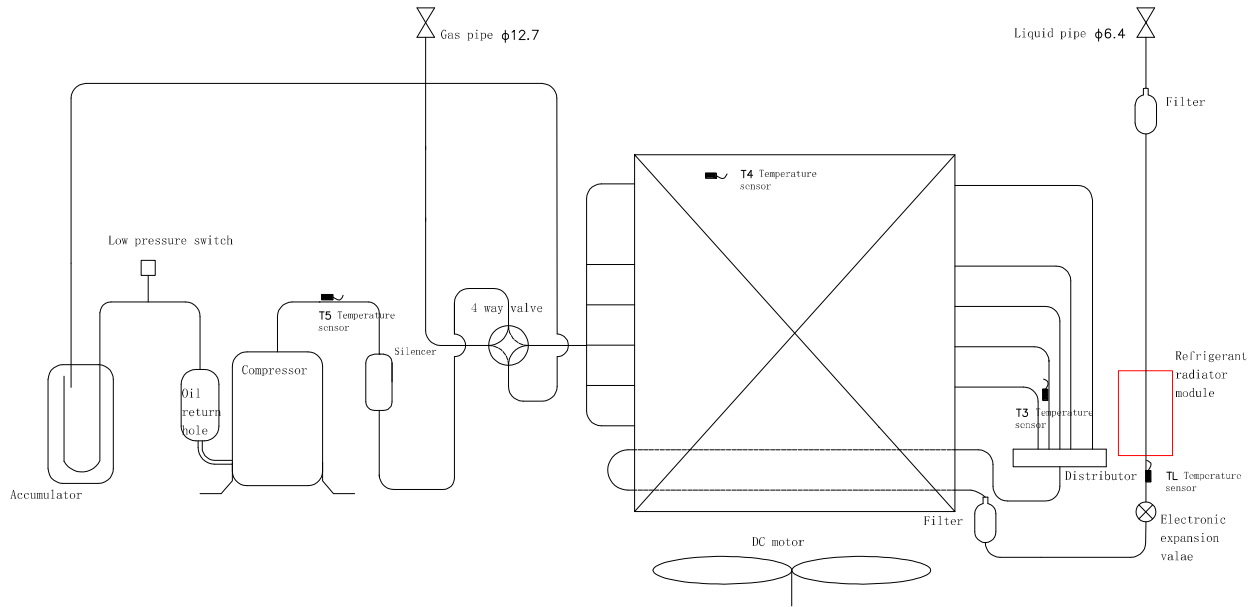 Gas pipe ϕ12.7
Liquid pipe ϕ6.4
Filter
T4 Temperature
sensor
Low pressure switch
T5 Temperature
sensor
4 way valve
Silencer
Compressor
Refrigerant
radiator
module
Oil
return
hole
T3 Temperature
sensor
Accumulator
Distributor
TL Temperature
sensor
Filter
Electronic
expansion
valae
DC motor